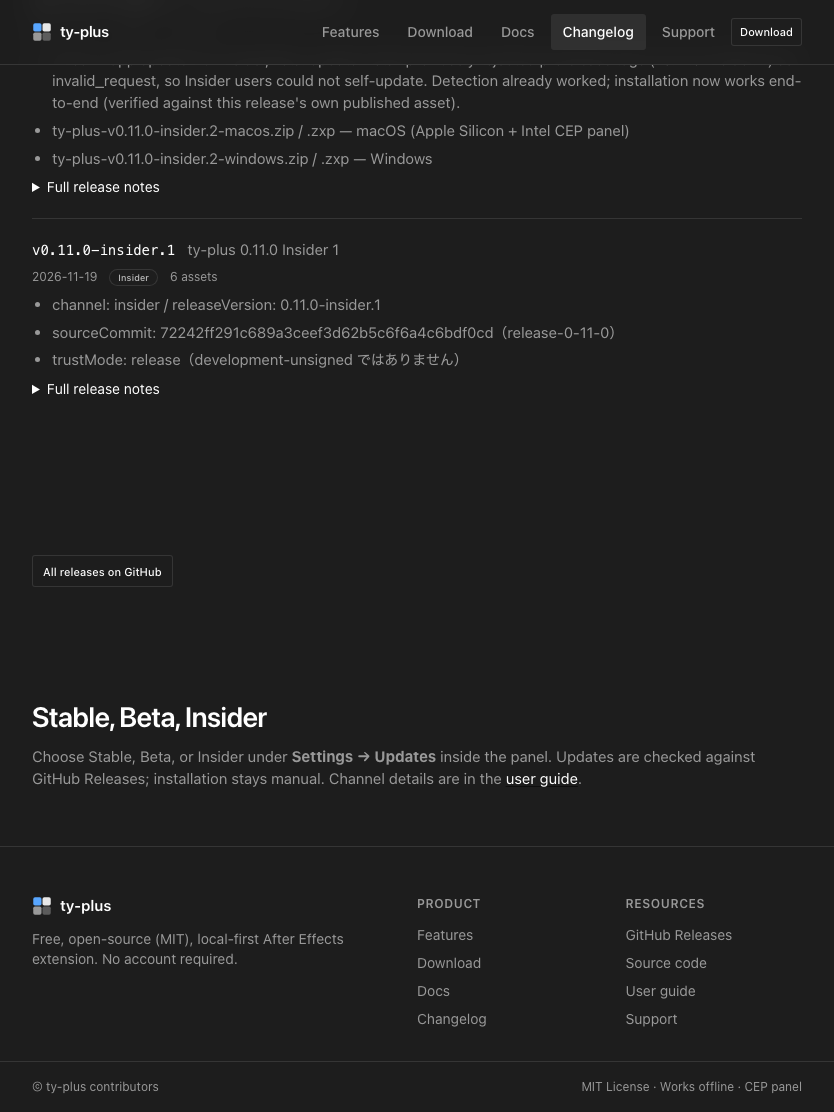 ty-plus
Features
Download
Docs
Changelog
Support
Download
invalid_request, so Insider users could not self-update. Detection already worked; installation now works end-
to-end (verified against this release's own published asset).
• ty-plus-v0.11.0-insider.2-macos.zip / .zxp — macOS (Apple Silicon + Intel CEP panel)
• ty-plus-v0.11.0-insider.2-windows.zip / .zxp — Windows
▶ Full release notes
v0.11.0-insider.1 ty-plus 0.11.0 Insider 1
2026-11-19 Insider 6 assets
• channel: insider / releaseVersion: 0.11.0-insider.1
• sourceCommit: 72242ff291c689a3ceef3d62b5c6f6a4c6bdf0cd（release-0-11-0）
• trustMode: release（development-unsigned ではありません）
▶ Full release notes
All releases on GitHub
Stable, Beta, Insider
Choose Stable, Beta, or Insider under Settings → Updates inside the panel. Updates are checked against
GitHub Releases; installation stays manual. Channel details are in the user guide.
ty-plus
Free, open-source (MIT), local-first After Effects
extension. No account required.
PRODUCT
Features
Download
Docs
Changelog
RESOURCES
GitHub Releases
Source code
User guide
Support
© ty-plus contributors
MIT License · Works offline · CEP panel